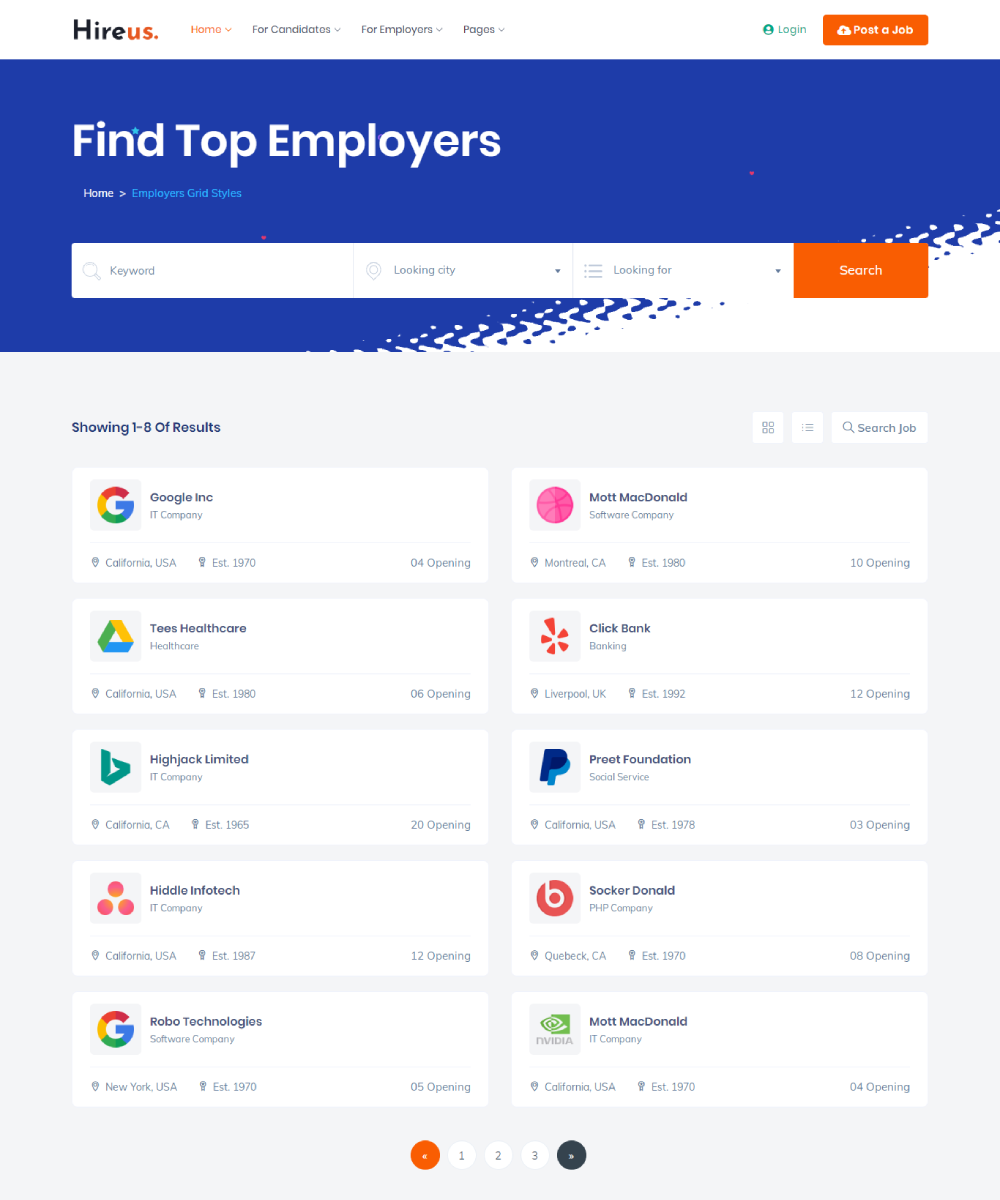 Hireus.
Home
For Candidates
For Employers
Pages
Login
Post a Job
Find Top Employers
Home > Employers Grid Styles
Keyword
Looking city
Looking for
Search
Showing 1-8 Of Results
Search Job
Google Inc
IT Company
California, USA
Est. 1970
04 Opening
Mott MacDonald
Software Company
Montreal, CA
Est. 1980
10 Opening
Tees Healthcare
Healthcare
California, USA
Est. 1980
06 Opening
Click Bank
Banking
Liverpool, UK
Est. 1992
12 Opening
Highjack Limited
IT Company
California, CA
Est. 1965
20 Opening
Preet Foundation
Social Service
California, USA
Est. 1978
03 Opening
Hiddle Infotech
IT Company
California, USA
Est. 1987
12 Opening
Socker Donald
PHP Company
Quebeck, CA
Est. 1970
08 Opening
Robo Technologies
Software Company
New York, USA
Est. 1970
05 Opening
NVIDIA
Mott MacDonald
IT Company
California, USA
Est. 1970
04 Opening
« 1 2 3 »